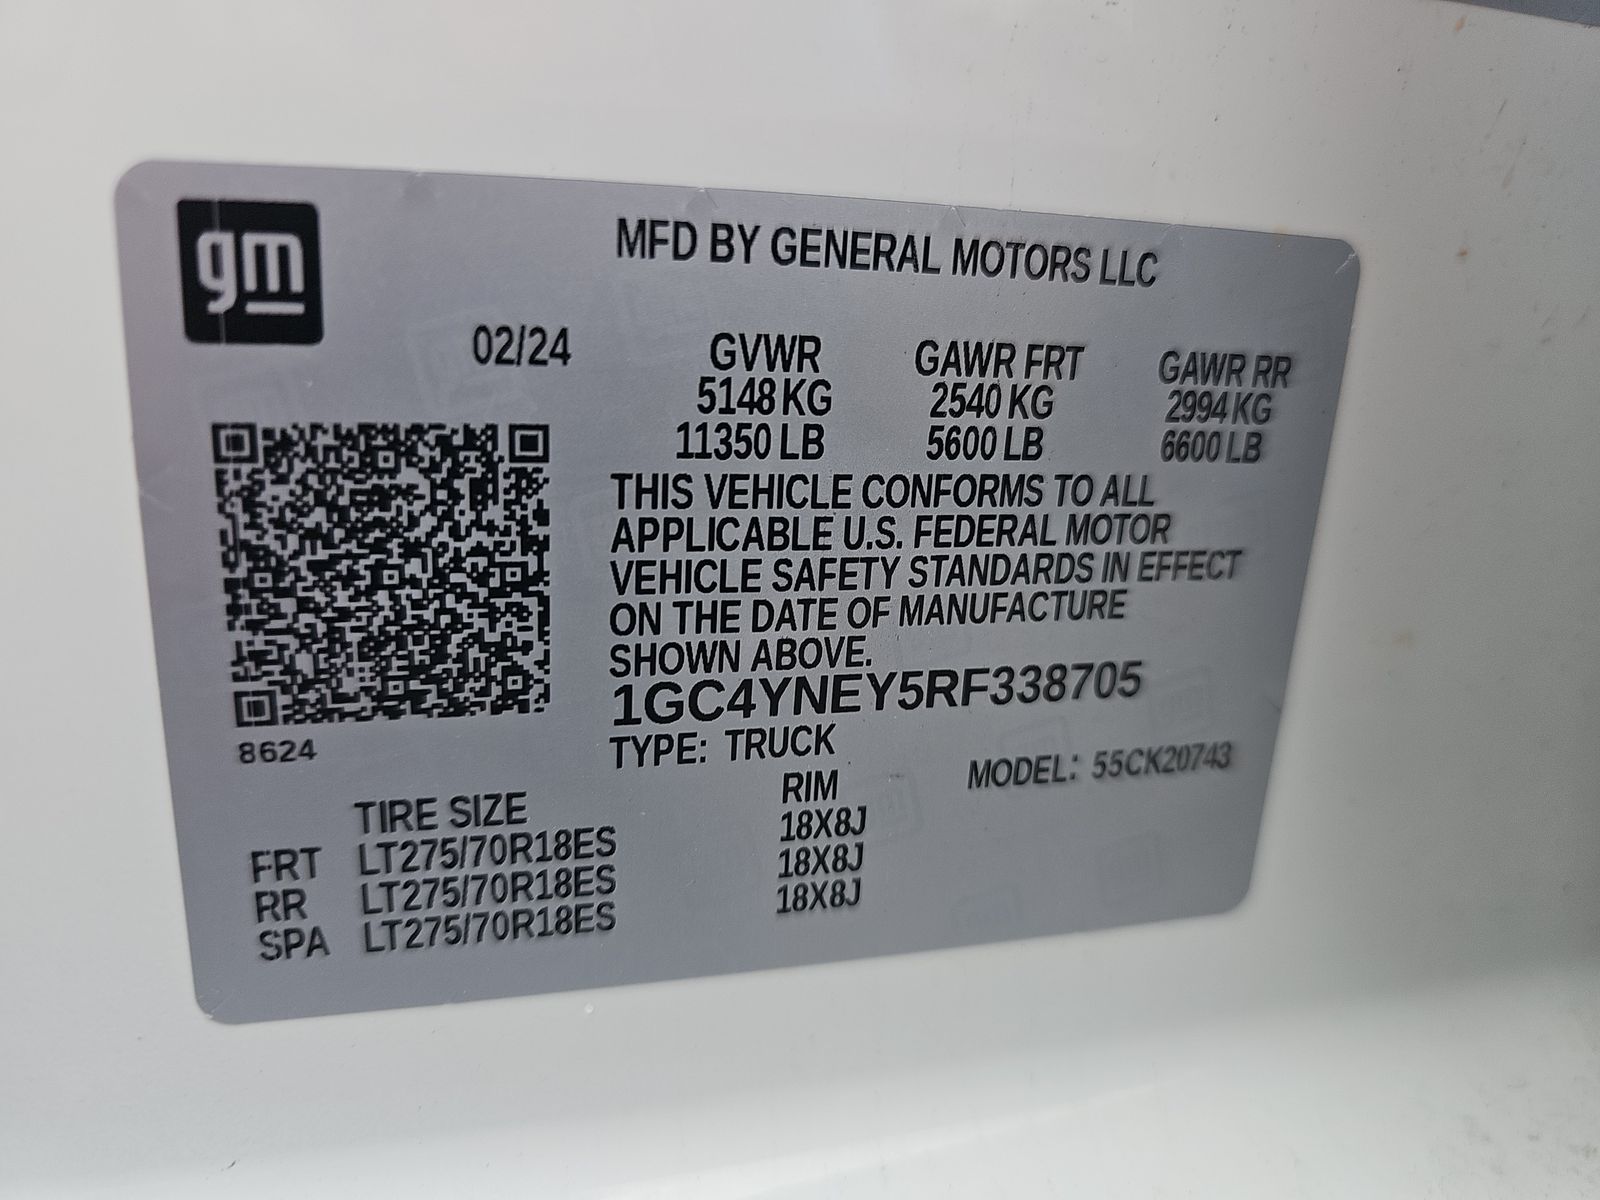 gm
MFD BY GENERAL MOTORS LLC
02/24 GVWR GAWR FRT GAWR RR
5148 KG 2540 KG 2994 KG
11350 LB 5600 LB 6600 LB
THIS VEHICLE CONFORMS TO ALL
APPLICABLE U.S. FEDERAL MOTOR
VEHICLE SAFETY STANDARDS IN EFFECT
ON THE DATE OF MANUFACTURE
SHOWN ABOVE.
1GC4YNEY5RF338705
8624
TYPE: TRUCK MODEL: 55CK20743
TIRE SIZE RIM
FRT LT275/70R18ES 18X8J
RR LT275/70R18ES 18X8J
SPA LT275/70R18ES 18X8J